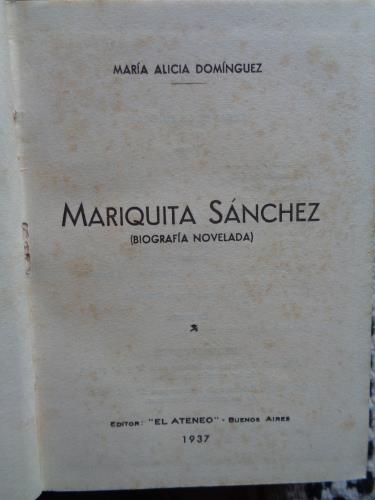 MARÍA ALICIA DOMÍNGUEZ
MARIQUITA SÁNCHEZ
(BIOGRAFÍA NOVELADA)
EDITOR: "EL ATENEO" - BUENOS AIRES
1937